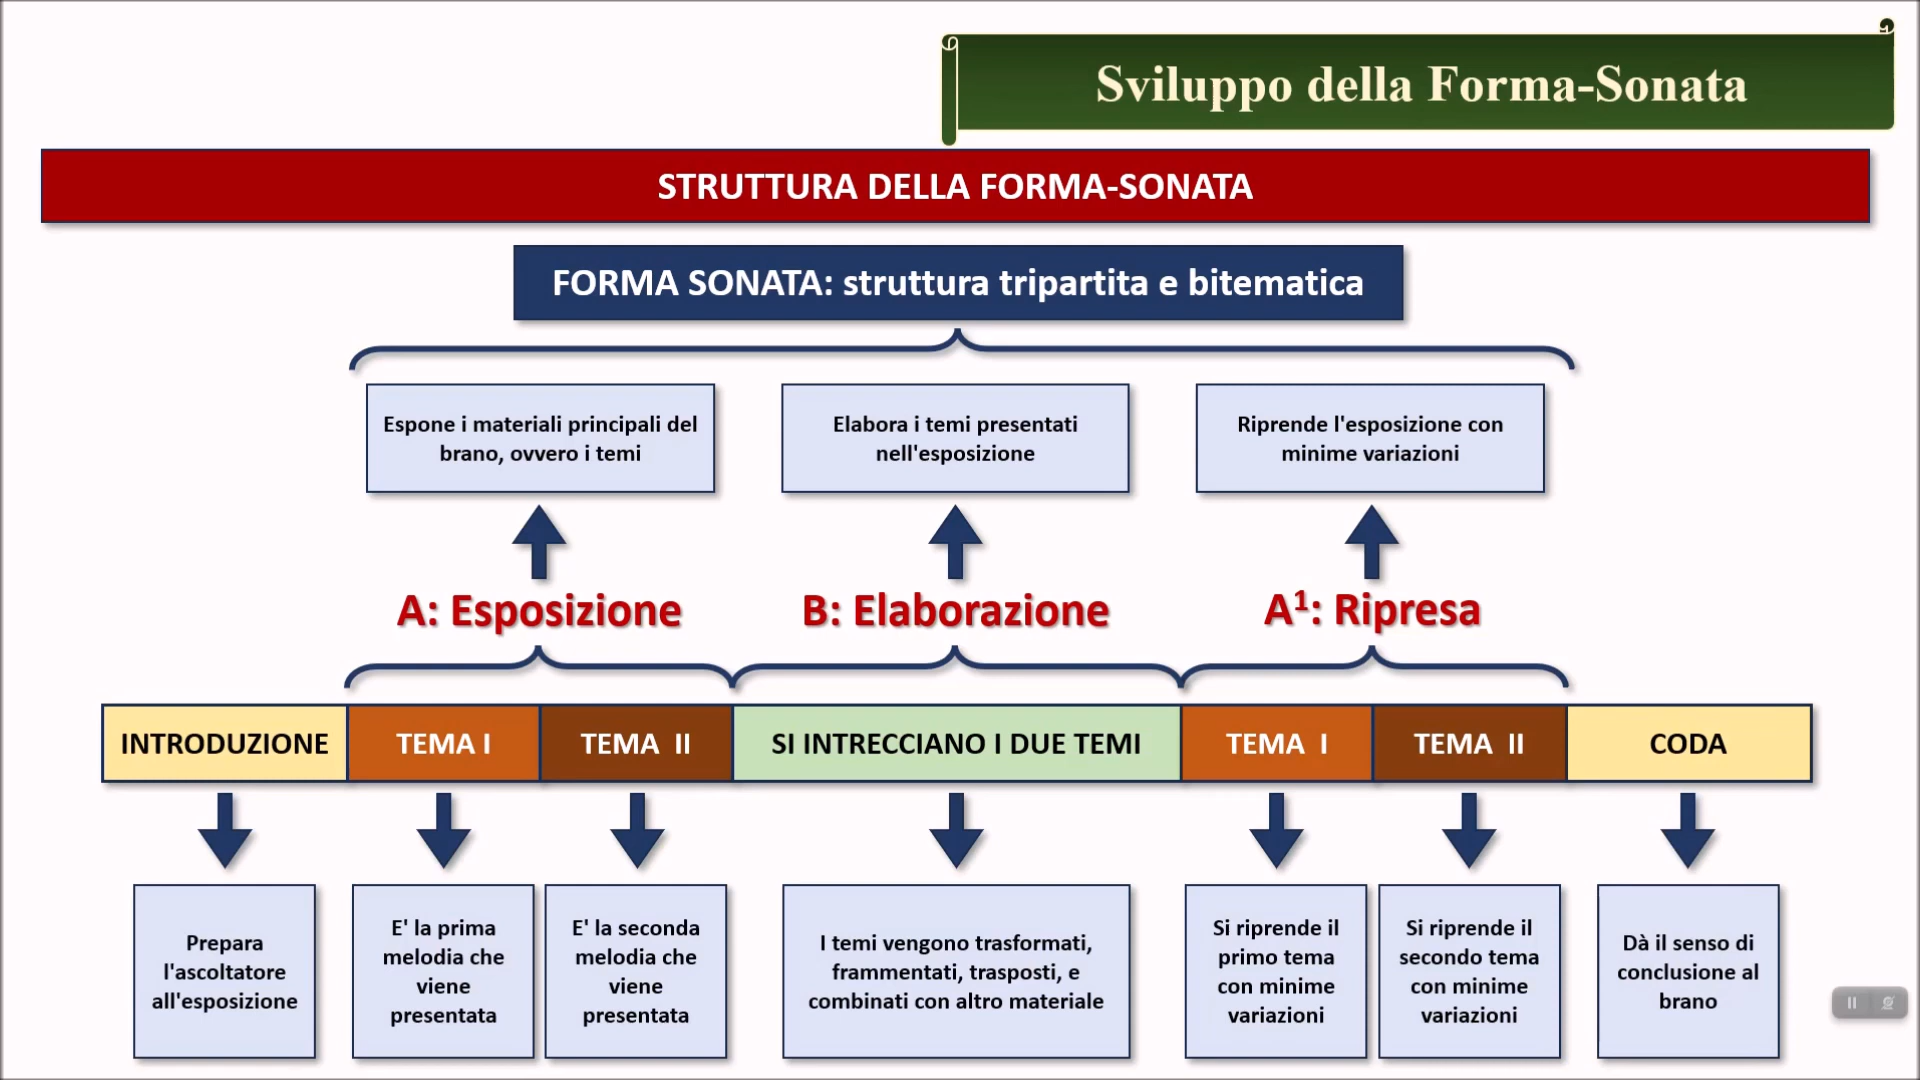 Sviluppo della Forma-Sonata
STRUTTURA DELLA FORMA-SONATA
FORMA SONATA: struttura tripartita e bitematica
Espone i materiali principali del
brano, ovvero i temi
Elabora i temi presentati
nell'esposizione
Riprende l'esposizione con
minime variazioni
A: Esposizione
B: Elaborazione
A¹: Ripresa
INTRODUZIONE
TEMA I
TEMA II
SI INTRECCIANO I DUE TEMI
TEMA I
TEMA II
CODA
Prepara
l'ascoltatore
all'esposizione
E' la prima
melodia che
viene
presentata
E' la seconda
melodia che
viene
presentata
I temi vengono trasformati,
frammentati, trasposti, e
combinati con altro materiale
Si riprende il
primo tema
con minime
variazioni
Si riprende il
secondo tema
con minime
variazioni
Dà il senso di
conclusione al
brano